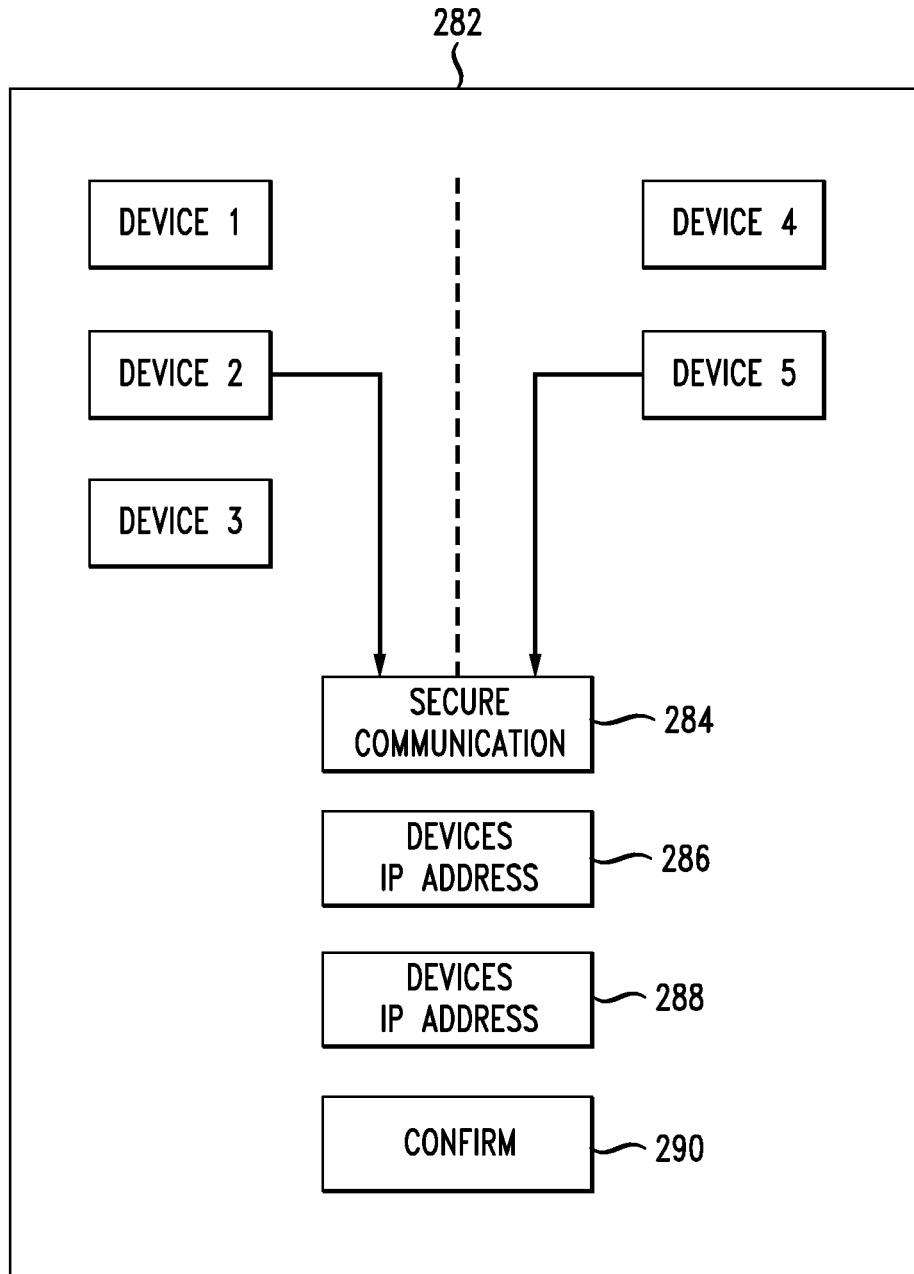 282
DEVICE 1
DEVICE 4
DEVICE 2
DEVICE 5
DEVICE 3
SECURE
COMMUNICATION
284
DEVICES
IP ADDRESS
286
DEVICES
IP ADDRESS
288
CONFIRM
290